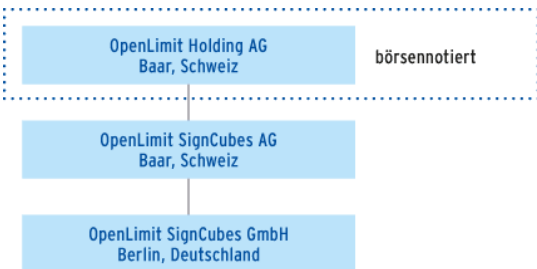 OpenLimit Holding AG
Baar, Schweiz
börsennotiert
OpenLimit SignCubes AG
Baar, Schweiz
OpenLimit SignCubes GmbH
Berlin, Deutschland